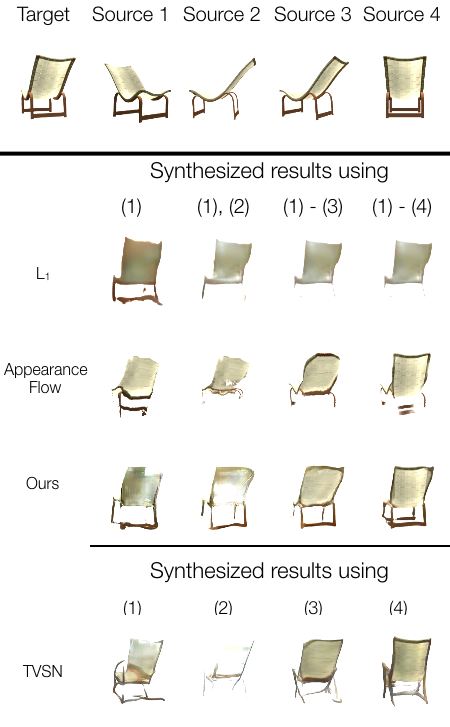 Target Source 1 Source 2 Source 3 Source 4
Synthesized results using
(1) (1), (2) (1) - (3) (1) - (4)
L₁
Appearance
Flow
Ours
Synthesized results using
(1) (2) (3) (4)
TVSN